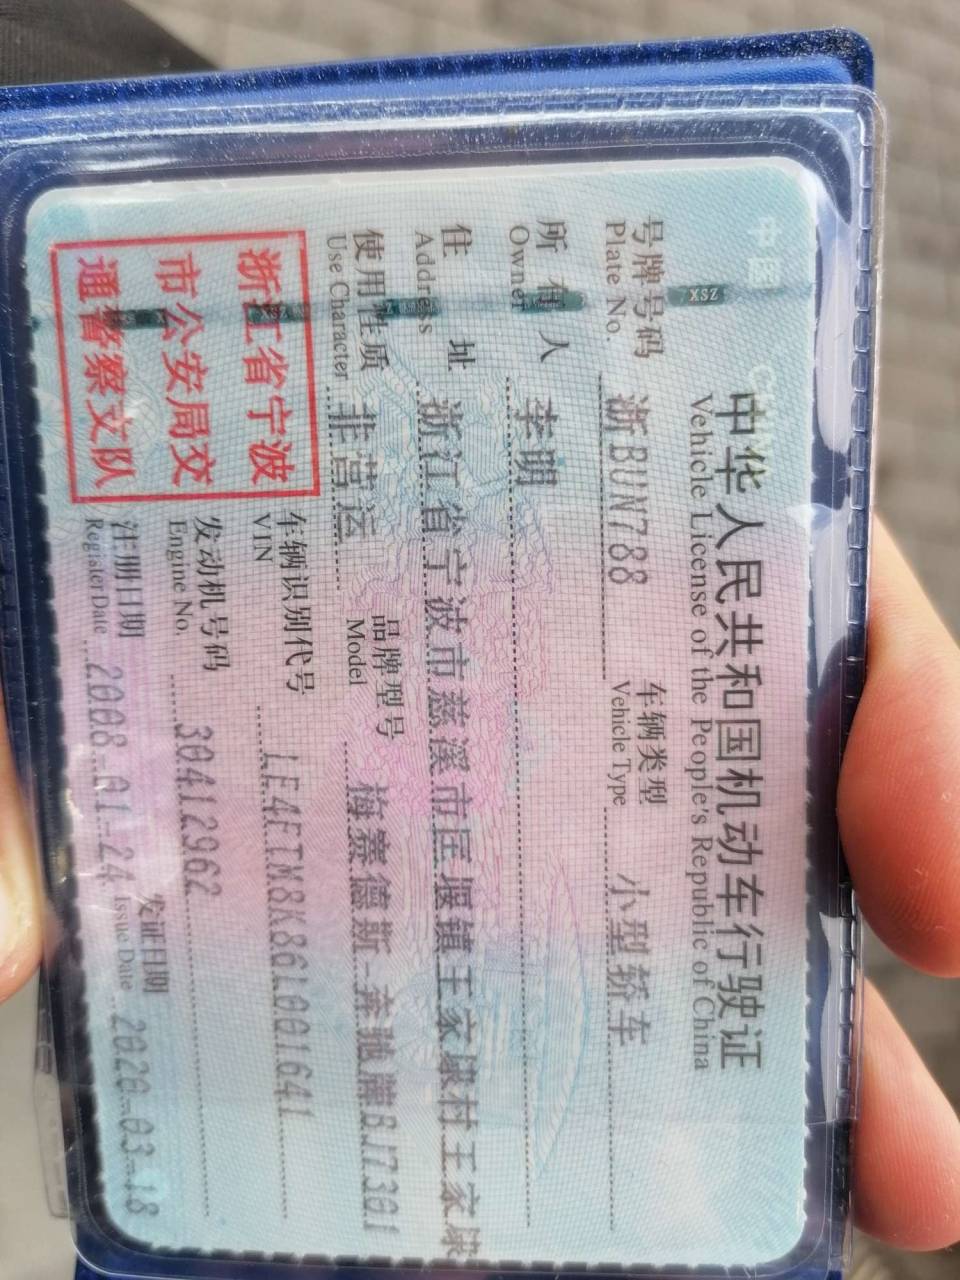 中华人民共和国机动车行驶证
Vehicle License of the People's Republic of China
号牌号码 浙BUN788 车辆类型 小型轿车
Plate No. Vehicle Type
所有人 李明
Owner
住址 浙江省宁波市慈溪市匡堰镇王家埭村王家埭
Address
使用性质 非营运 品牌型号 梅赛德斯-奔驰牌BJ7301
Use Character Model
车辆识别代号 LE4FTM8K86L001641
VIN
发动机号码 30412962
Engine No.
注册日期 2008-01-24 发证日期 2020-03-18
Register Date Issue Date
浙江省宁波
市公安局交
通警察支队
XSZ
中国